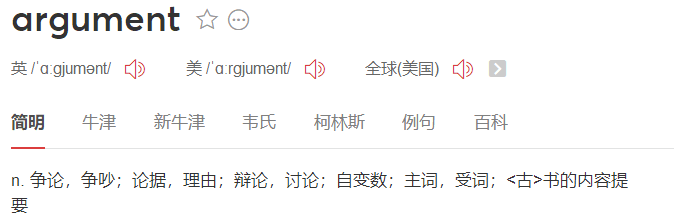 argument
英 /ˈɑːɡjumənt/ 美 /ˈɑːrɡjumənt/ 全球(美国)
简明 牛津 新牛津 韦氏 柯林斯 例句 百科
n. 争论，争吵；论据，理由；辩论，讨论；自变数；主词，受词；<古>书的内容提
要